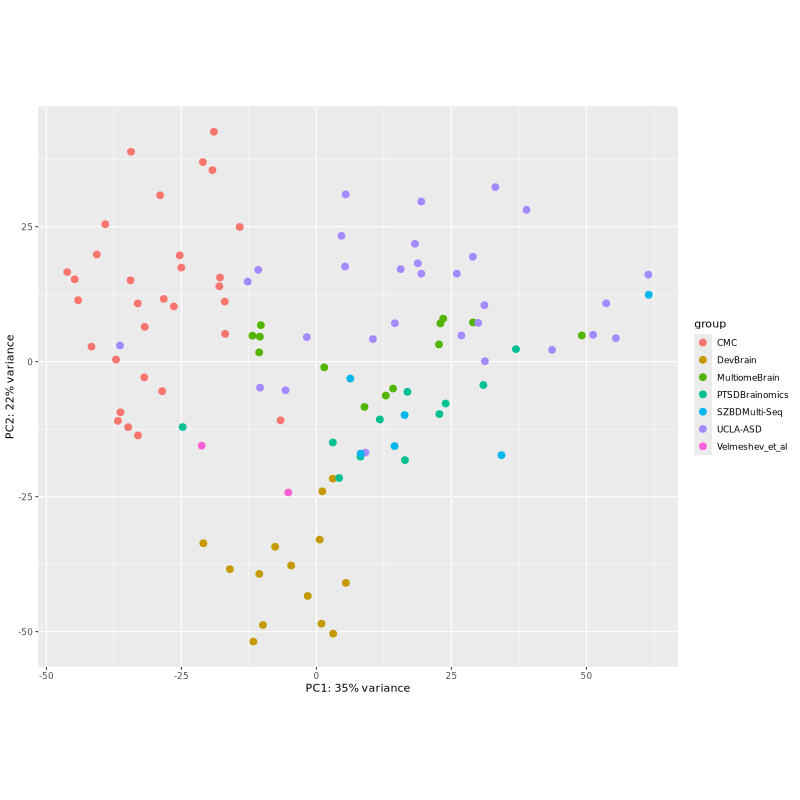 25
0
-25
-50
PC2: 22% variance
-50
-25
0
25
50
PC1: 35% variance
group
CMC
DevBrain
MultiomeBrain
PTSDBrainomics
SZBDMulti-Seq
UCLA-ASD
Velmeshev_et_al